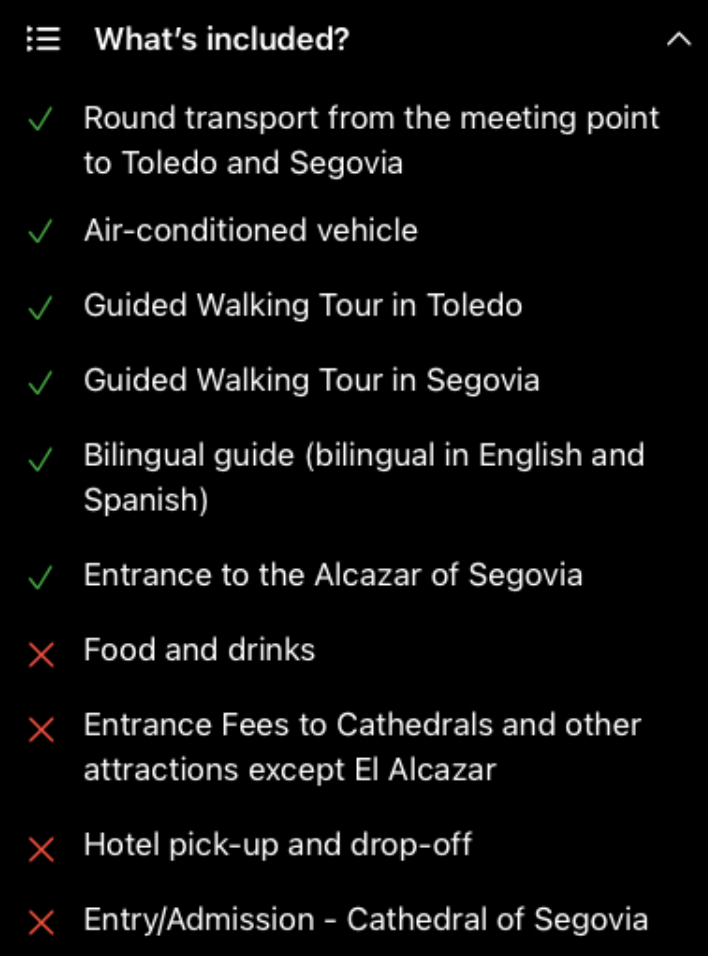 What's included?
Round transport from the meeting point
to Toledo and Segovia
Air-conditioned vehicle
Guided Walking Tour in Toledo
Guided Walking Tour in Segovia
Bilingual guide (bilingual in English and
Spanish)
Entrance to the Alcazar of Segovia
Food and drinks
Entrance Fees to Cathedrals and other
attractions except El Alcazar
Hotel pick-up and drop-off
Entry/Admission - Cathedral of Segovia